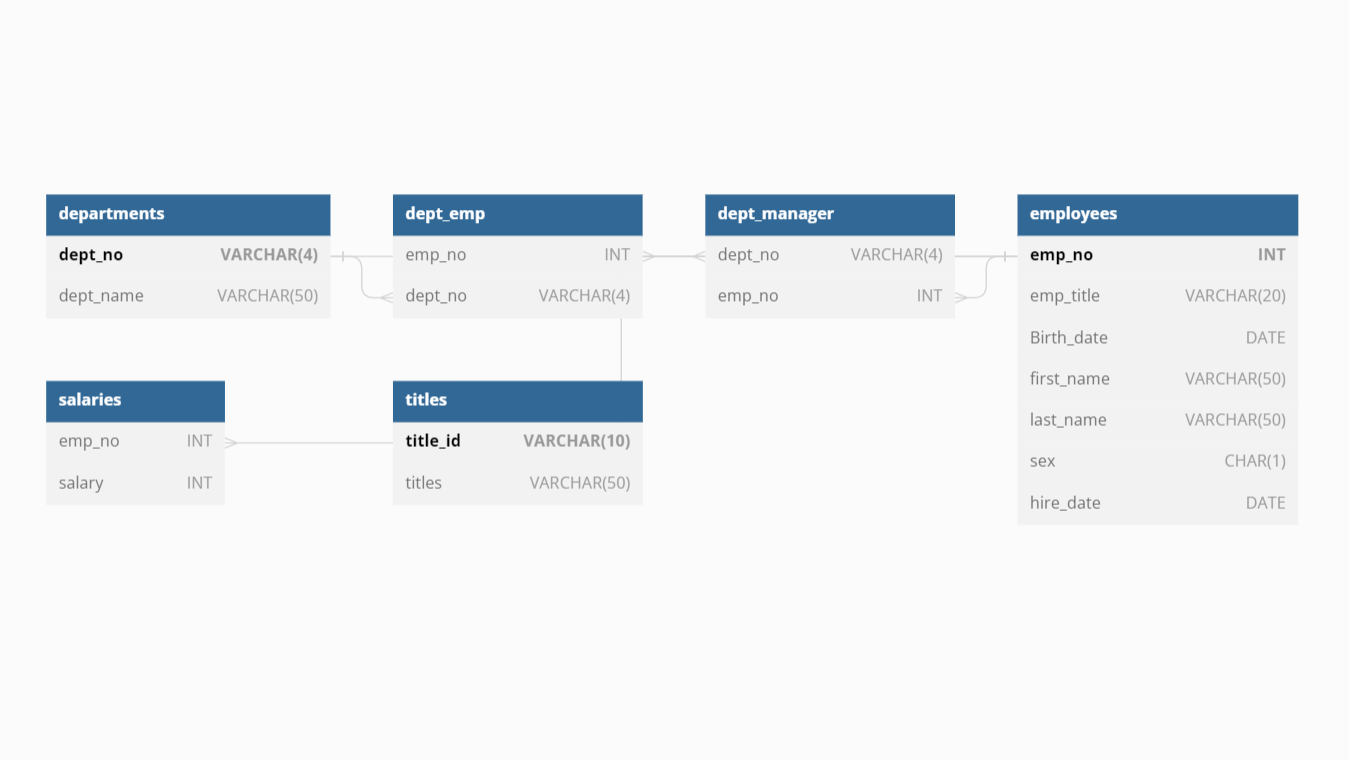 departments
dept_no VARCHAR(4)
dept_name VARCHAR(50)
dept_emp
emp_no INT
dept_no VARCHAR(4)
dept_manager
dept_no VARCHAR(4)
emp_no INT
employees
emp_no INT
emp_title VARCHAR(20)
Birth_date DATE
first_name VARCHAR(50)
last_name VARCHAR(50)
sex CHAR(1)
hire_date DATE
salaries
emp_no INT
salary INT
titles
title_id VARCHAR(10)
titles VARCHAR(50)